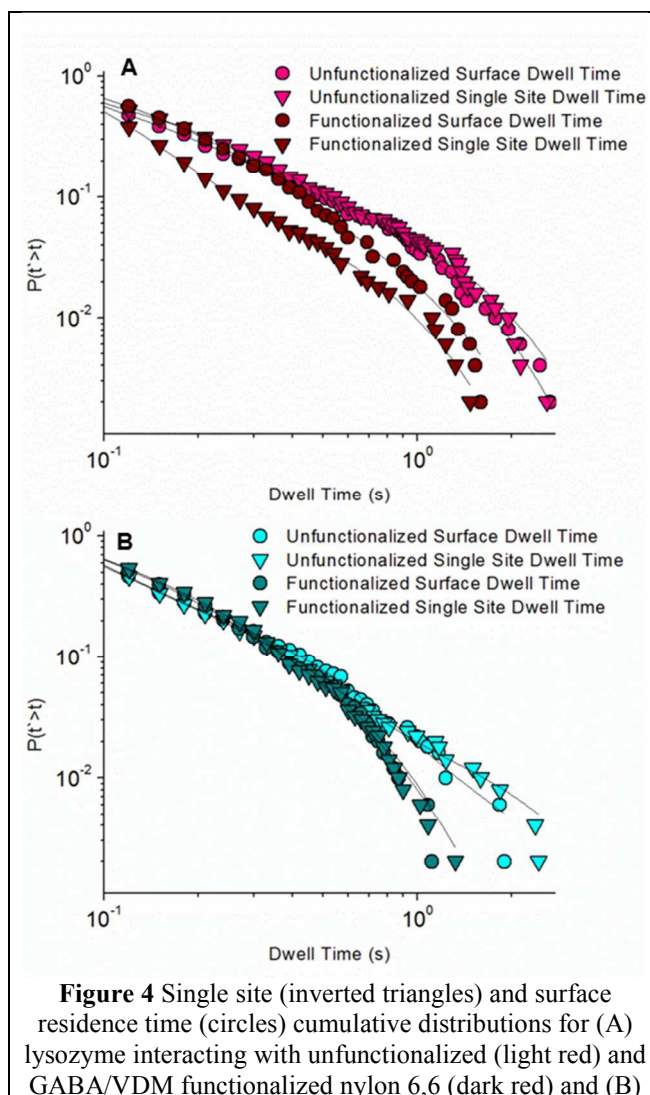 A
Unfunctionalized Surface Dwell Time
Unfunctionalized Single Site Dwell Time
Functionalized Surface Dwell Time
Functionalized Single Site Dwell Time
10^0
10^-1
10^-2
P(t`>t)
10^-1
10^0
Dwell Time (s)
B
Unfunctionalized Surface Dwell Time
Unfunctionalized Single Site Dwell Time
Functionalized Surface Dwell Time
Functionalized Single Site Dwell Time
10^0
10^-1
10^-2
P(t`>t)
10^-1
10^0
Dwell Time (s)
Figure 4 Single site (inverted triangles) and surface
residence time (circles) cumulative distributions for (A)
lysozyme interacting with unfunctionalized (light red) and
GABA/VDM functionalized nylon 6,6 (dark red) and (B)